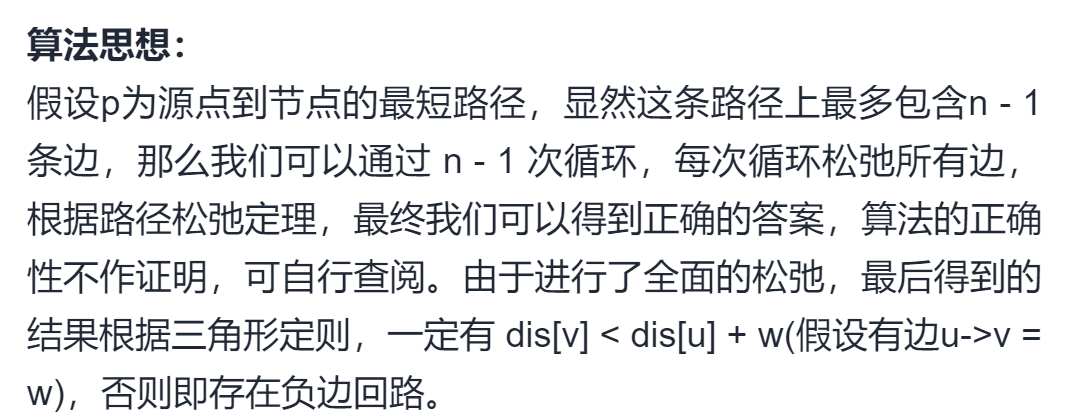 算法思想：
假设p为源点到节点的最短路径，显然这条路径上最多包含n - 1
条边，那么我们可以通过 n - 1 次循环，每次循环松弛所有边，
根据路径松弛定理，最终我们可以得到正确的答案，算法的正确
性不作证明，可自行查阅。由于进行了全面的松弛，最后得到的
结果根据三角形定则，一定有 dis[v] < dis[u] + w(假设有边u->v =
w)，否则即存在负边回路。